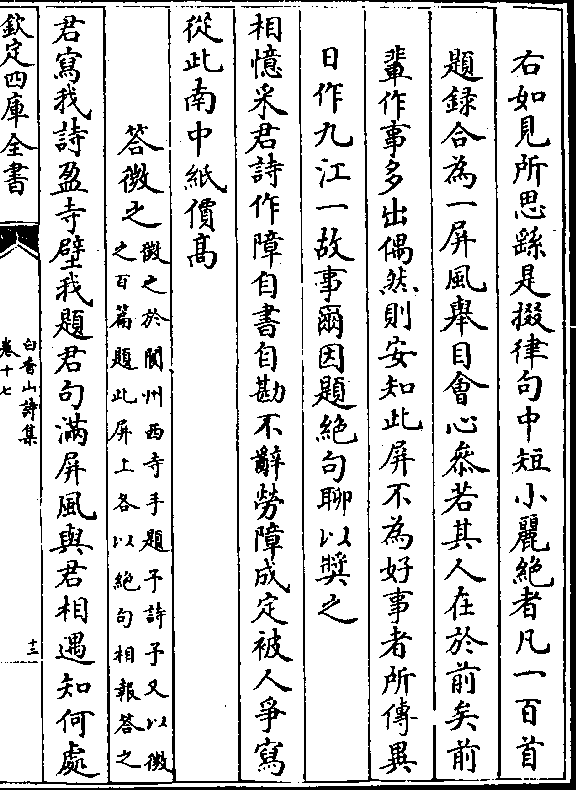 右如見所思繇是掇律句中短小麗絶者凡一百首
題録合為一屏風舉目會心叅若其人在於前矣前
輩作事多出偶然則安知此屏不為好事者所傳異
日作九江一故事爾因題絶句聊以奬之
相憶采君詩作障自書自勘不辭勞障成定被人爭寫
從此南中紙價髙
答微之
微之於閬州西寺手題予詩予又以微
之百篇題此屏上各以絶句相報答之
君寫我詩盈寺壁我題君句滿屏風與君相遇知何處
欽定四庫全書
白香山詩集
卷十七
十三